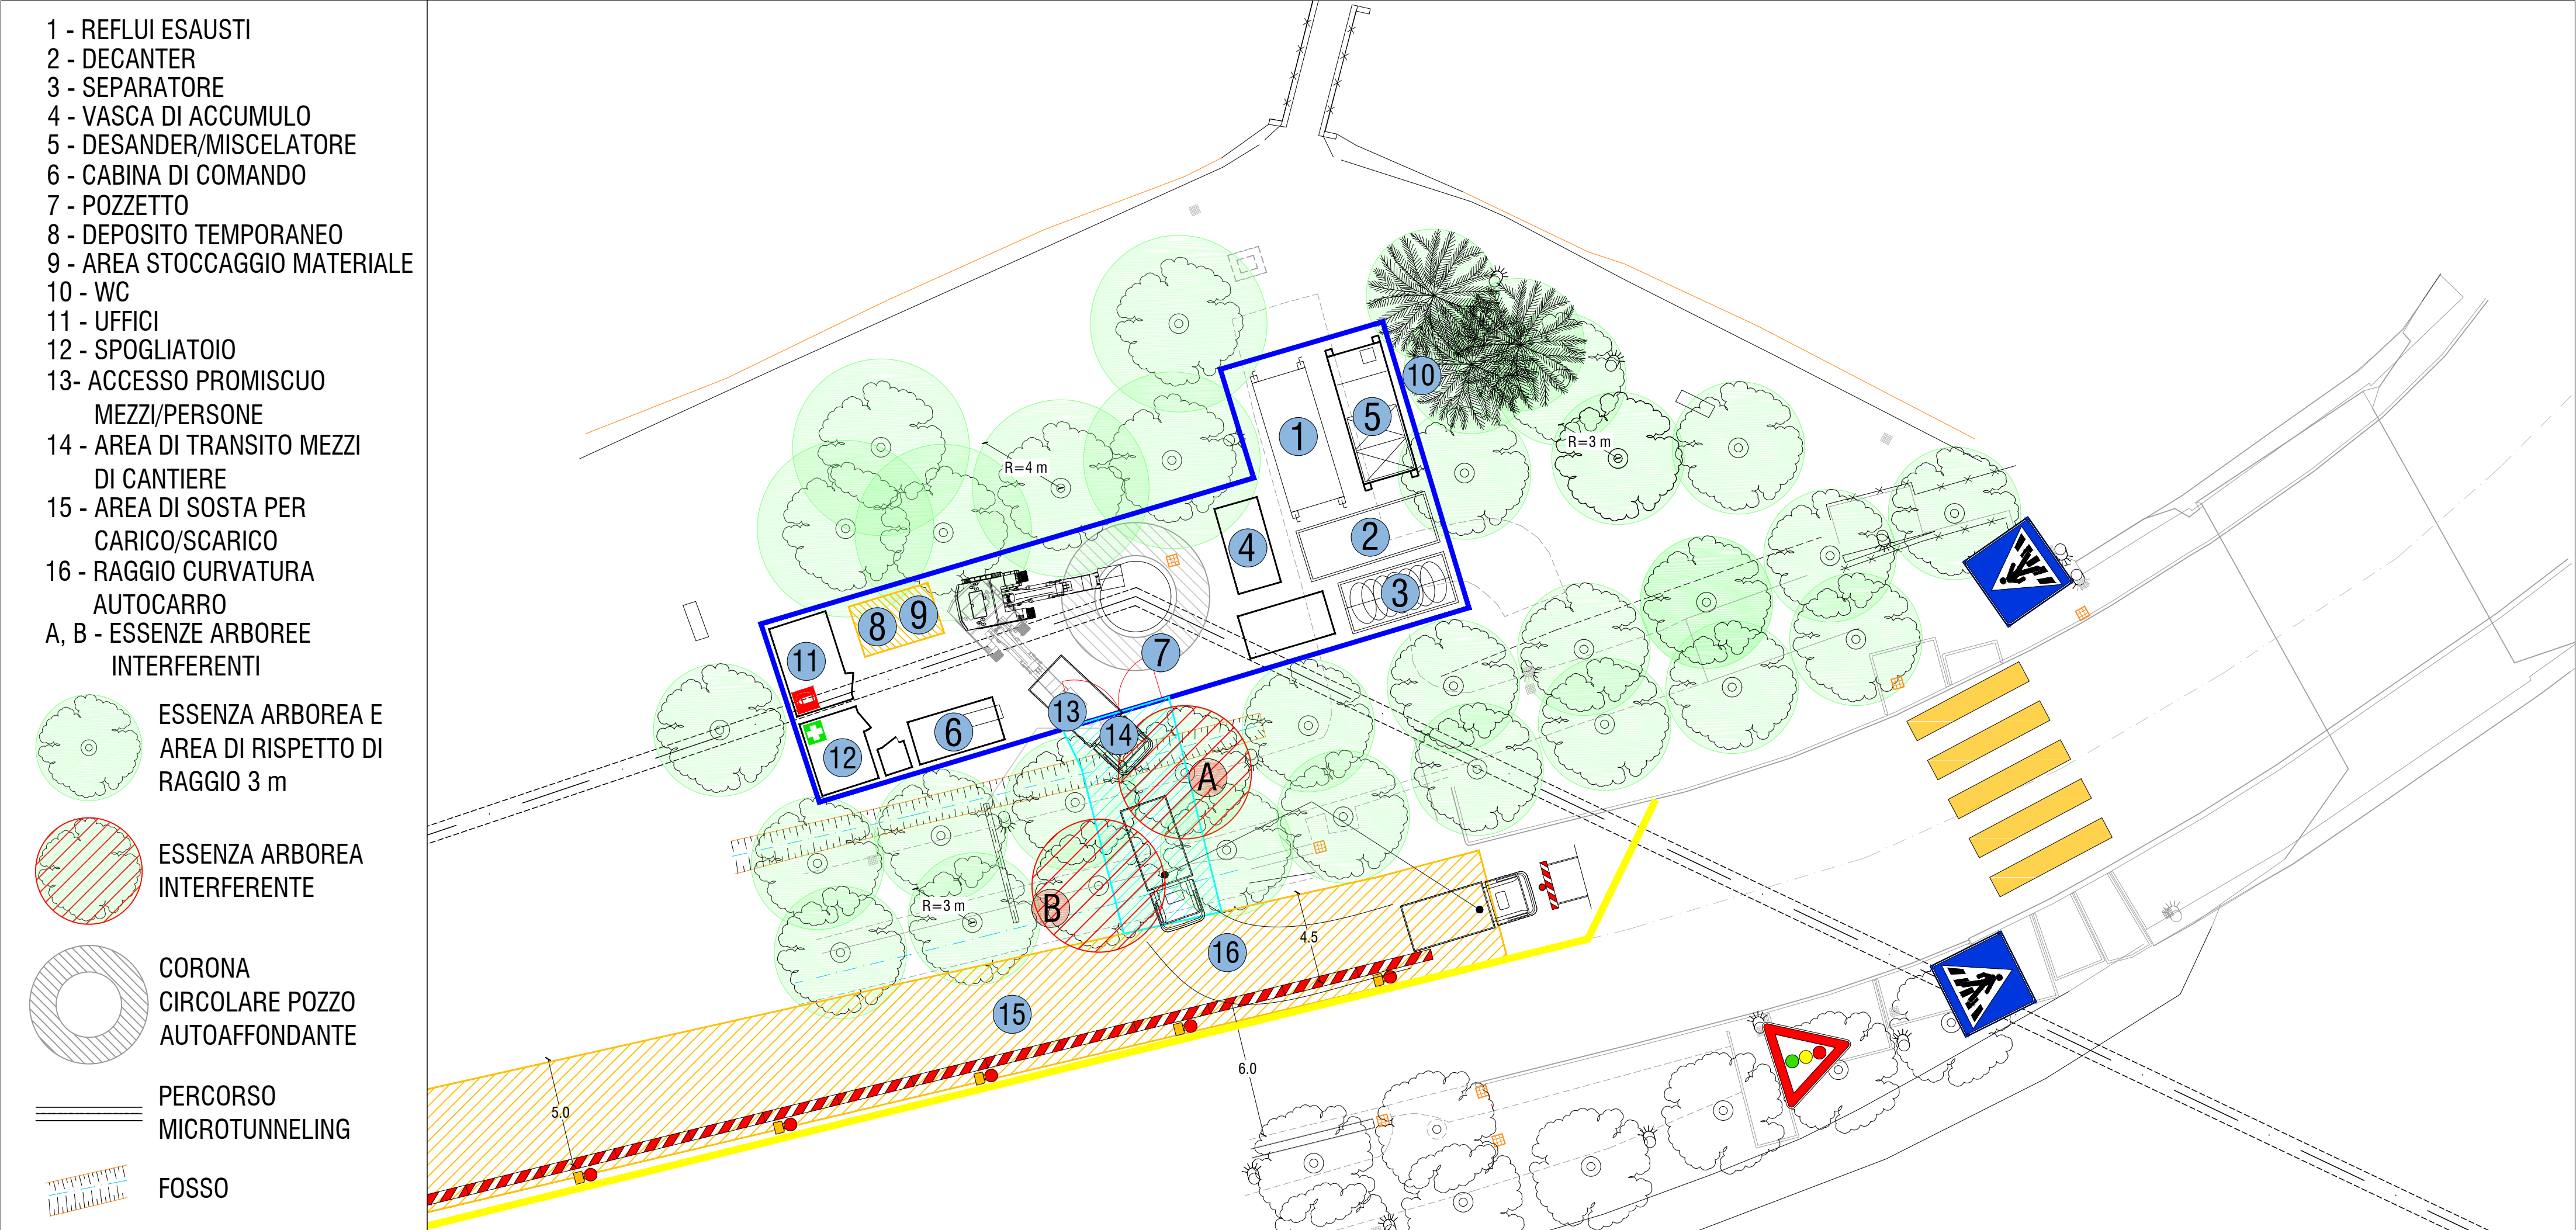 1 - REFLUI ESAUSTI
2 - DECANTER
3 - SEPARATORE
4 - VASCA DI ACCUMULO
5 - DESANDER/MISCELATORE
6 - CABINA DI COMANDO
7 - POZZETTO
8 - DEPOSITO TEMPORANEO
9 - AREA STOCCAGGIO MATERIALE
10 - WC
11 - UFFICI
12 - SPOGLIATOIO
13- ACCESSO PROMISCUO
MEZZI/PERSONE
14 - AREA DI TRANSITO MEZZI
DI CANTIERE
15 - AREA DI SOSTA PER
CARICO/SCARICO
16 - RAGGIO CURVATURA
AUTOCARRO
A, B - ESSENZE ARBOREE
INTERFERENTI
ESSENZA ARBOREA E
AREA DI RISPETTO DI
RAGGIO 3 m
ESSENZA ARBOREA
INTERFERENTE
CORONA
CIRCOLARE POZZO
AUTOAFFONDANTE
PERCORSO
MICROTUNNELING
FOSSO
10
5
1
R=3 m
R=4 m
2
4
3
9
8
7
11
13
6
14
12
A
R=3 m
B
4.5
16
15
6.0
5.0